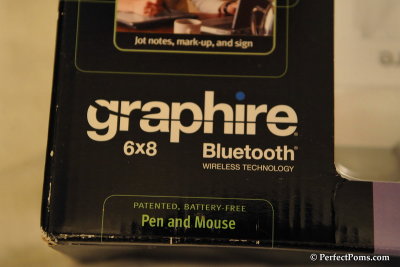 Jot notes, mark-up, and sign
graphire
6x8 Bluetooth®
WIRELESS TECHNOLOGY
PATENTED, BATTERY-FREE
Pen and Mouse
© PerfectPoms.com